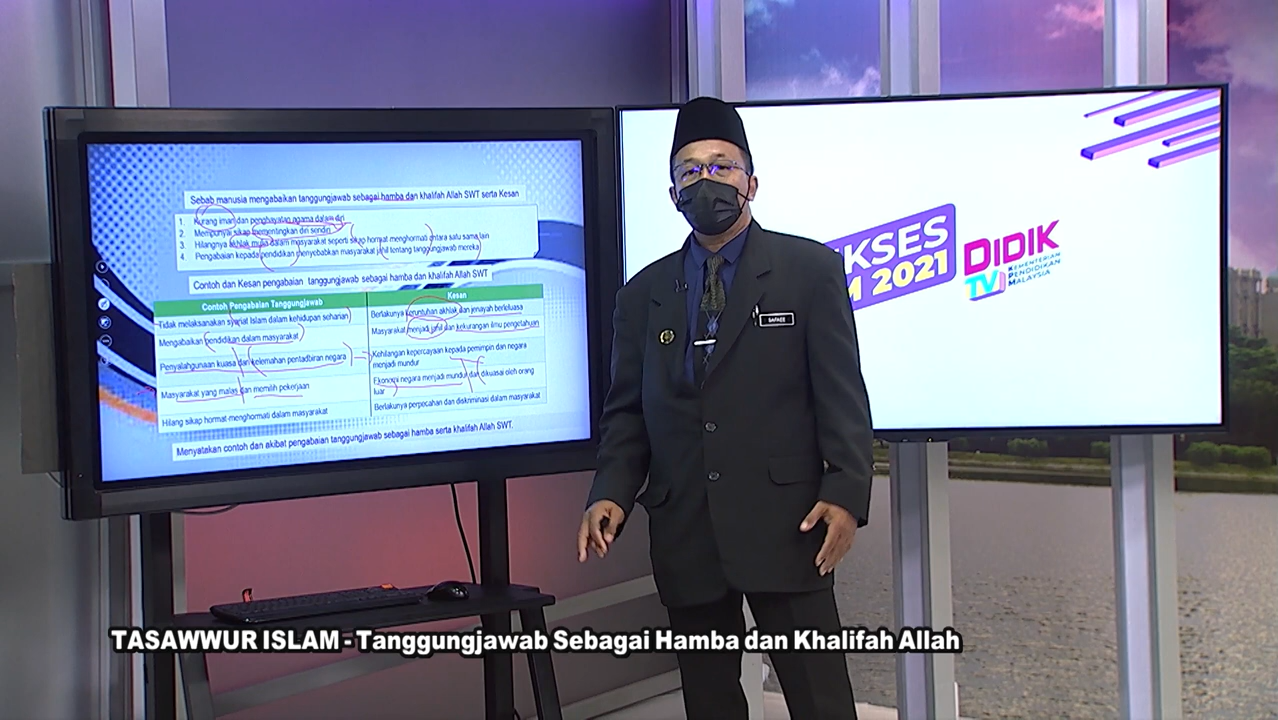 Sebab manusia mengabaikan tanggungjawab sebagai hamba dan khalifah Allah SWT serta Kesan
1. Kurang iman dan penghayatan agama dalam diri
2. Mempunyai sikap mementingkan diri sendiri
3. Hilangnya akhlak mulia dalam masyarakat seperti sikap hormat menghormati antara satu sama lain
4. Pengabaian kepada pendidikan menyebabkan masyarakat jahil tentang tanggungjawab mereka
Contoh dan Kesan pengabaian tanggungjawab sebagai hamba dan khalifah Allah SWT
Contoh Pengabaian Tanggungjawab
Kesan
Tidak melaksanakan syariat Islam dalam kehidupan seharian
Berlakunya keruntuhan akhlak dan jenayah berleluasa
Mengabaikan pendidikan dalam masyarakat
Masyarakat menjadi jahil dan kekurangan ilmu pengetahuan
Penyalahgunaan kuasa dan kelemahan pentadbiran negara
Kehilangan kepercayaan kepada pemimpin dan negara
menjadi mundur
Masyarakat yang malas dan memilih pekerjaan
Ekonomi negara menjadi mundur dan dikuasai oleh orang
luar
Hilang sikap hormat-menghormati dalam masyarakat
Berlakunya perpecahan dan diskriminasi dalam masyarakat
Menyatakan contoh dan akibat pengabaian tanggungjawab sebagai hamba serta khalifah Allah SWT.
KSES
M 2021
DIDIK
TV
KEMENTERIAN
PENDIDIKAN
MALAYSIA
SAFAEE
TASAWWUR ISLAM - Tanggungjawab Sebagai Hamba dan Khalifah Allah